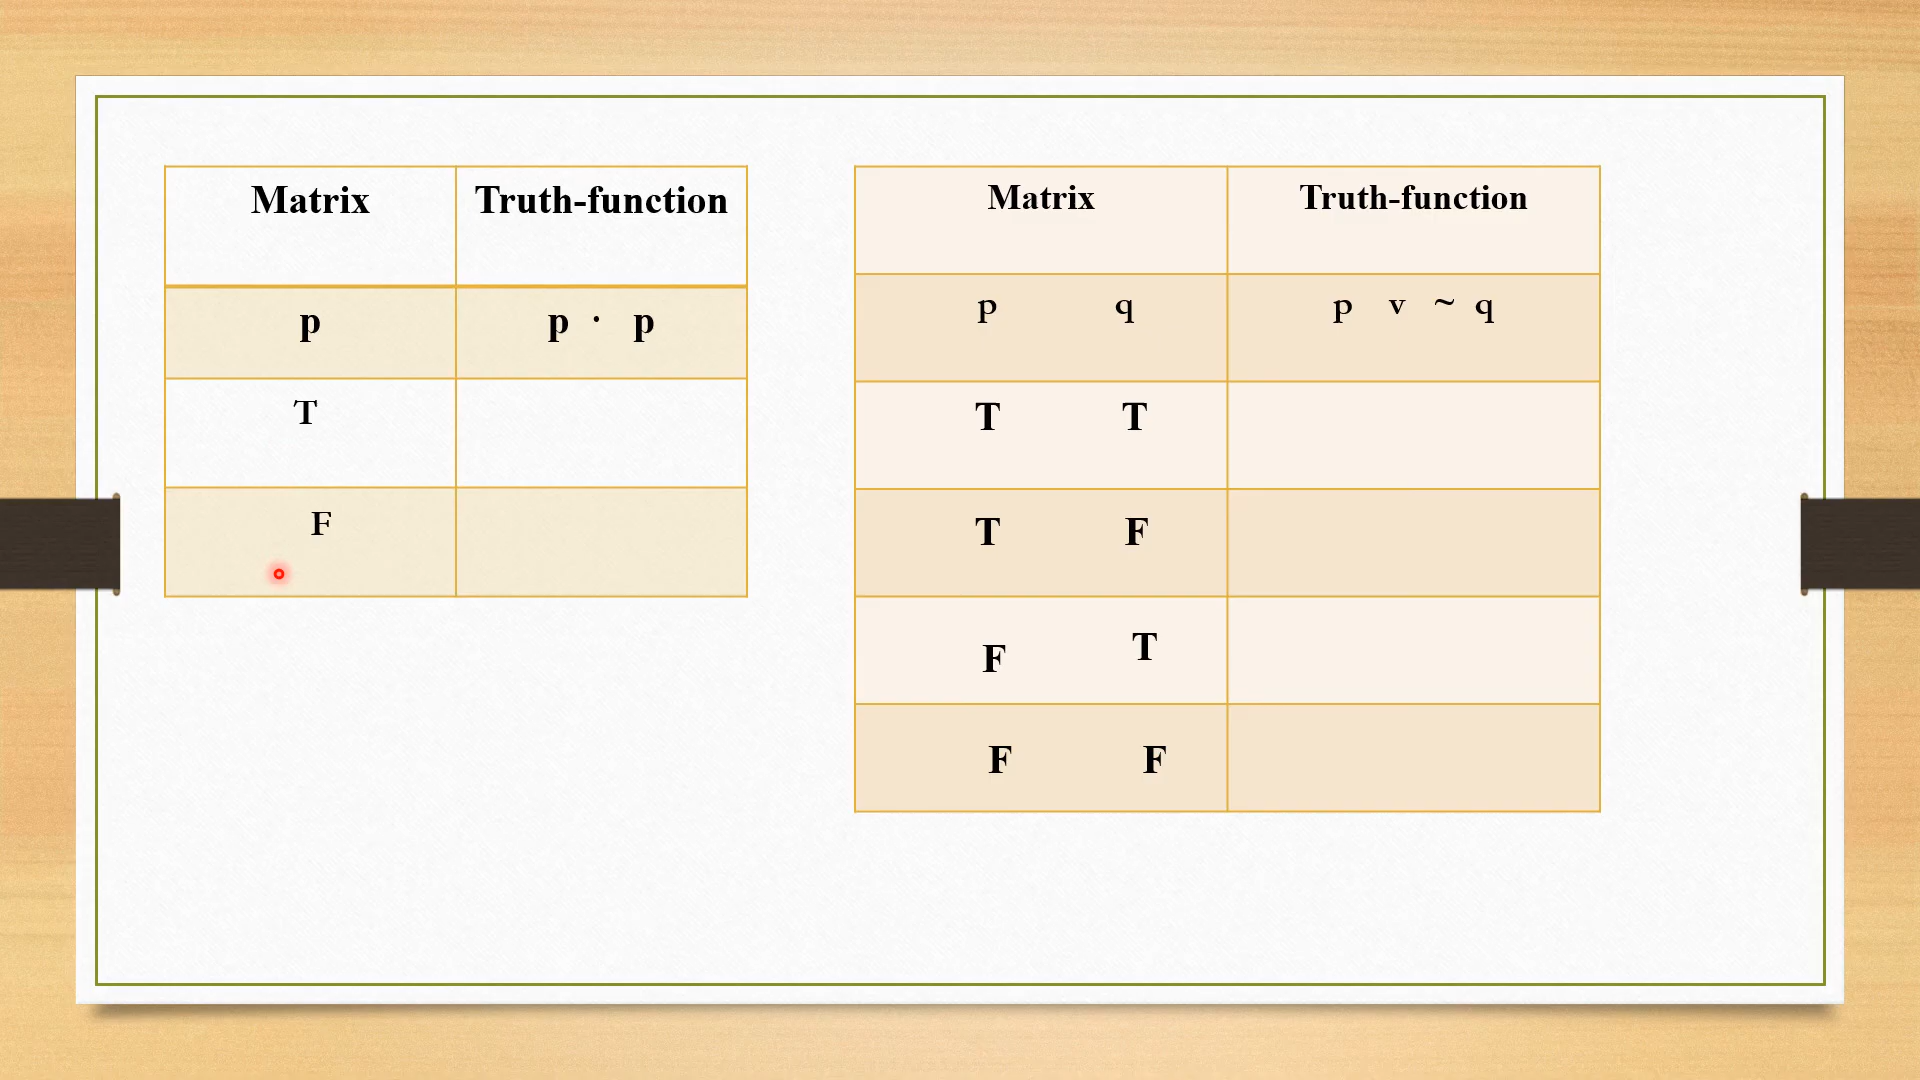 Matrix Truth-function
p p · p
T
F
Matrix Truth-function
p q p v ~ q
T T
T F
F T
F F